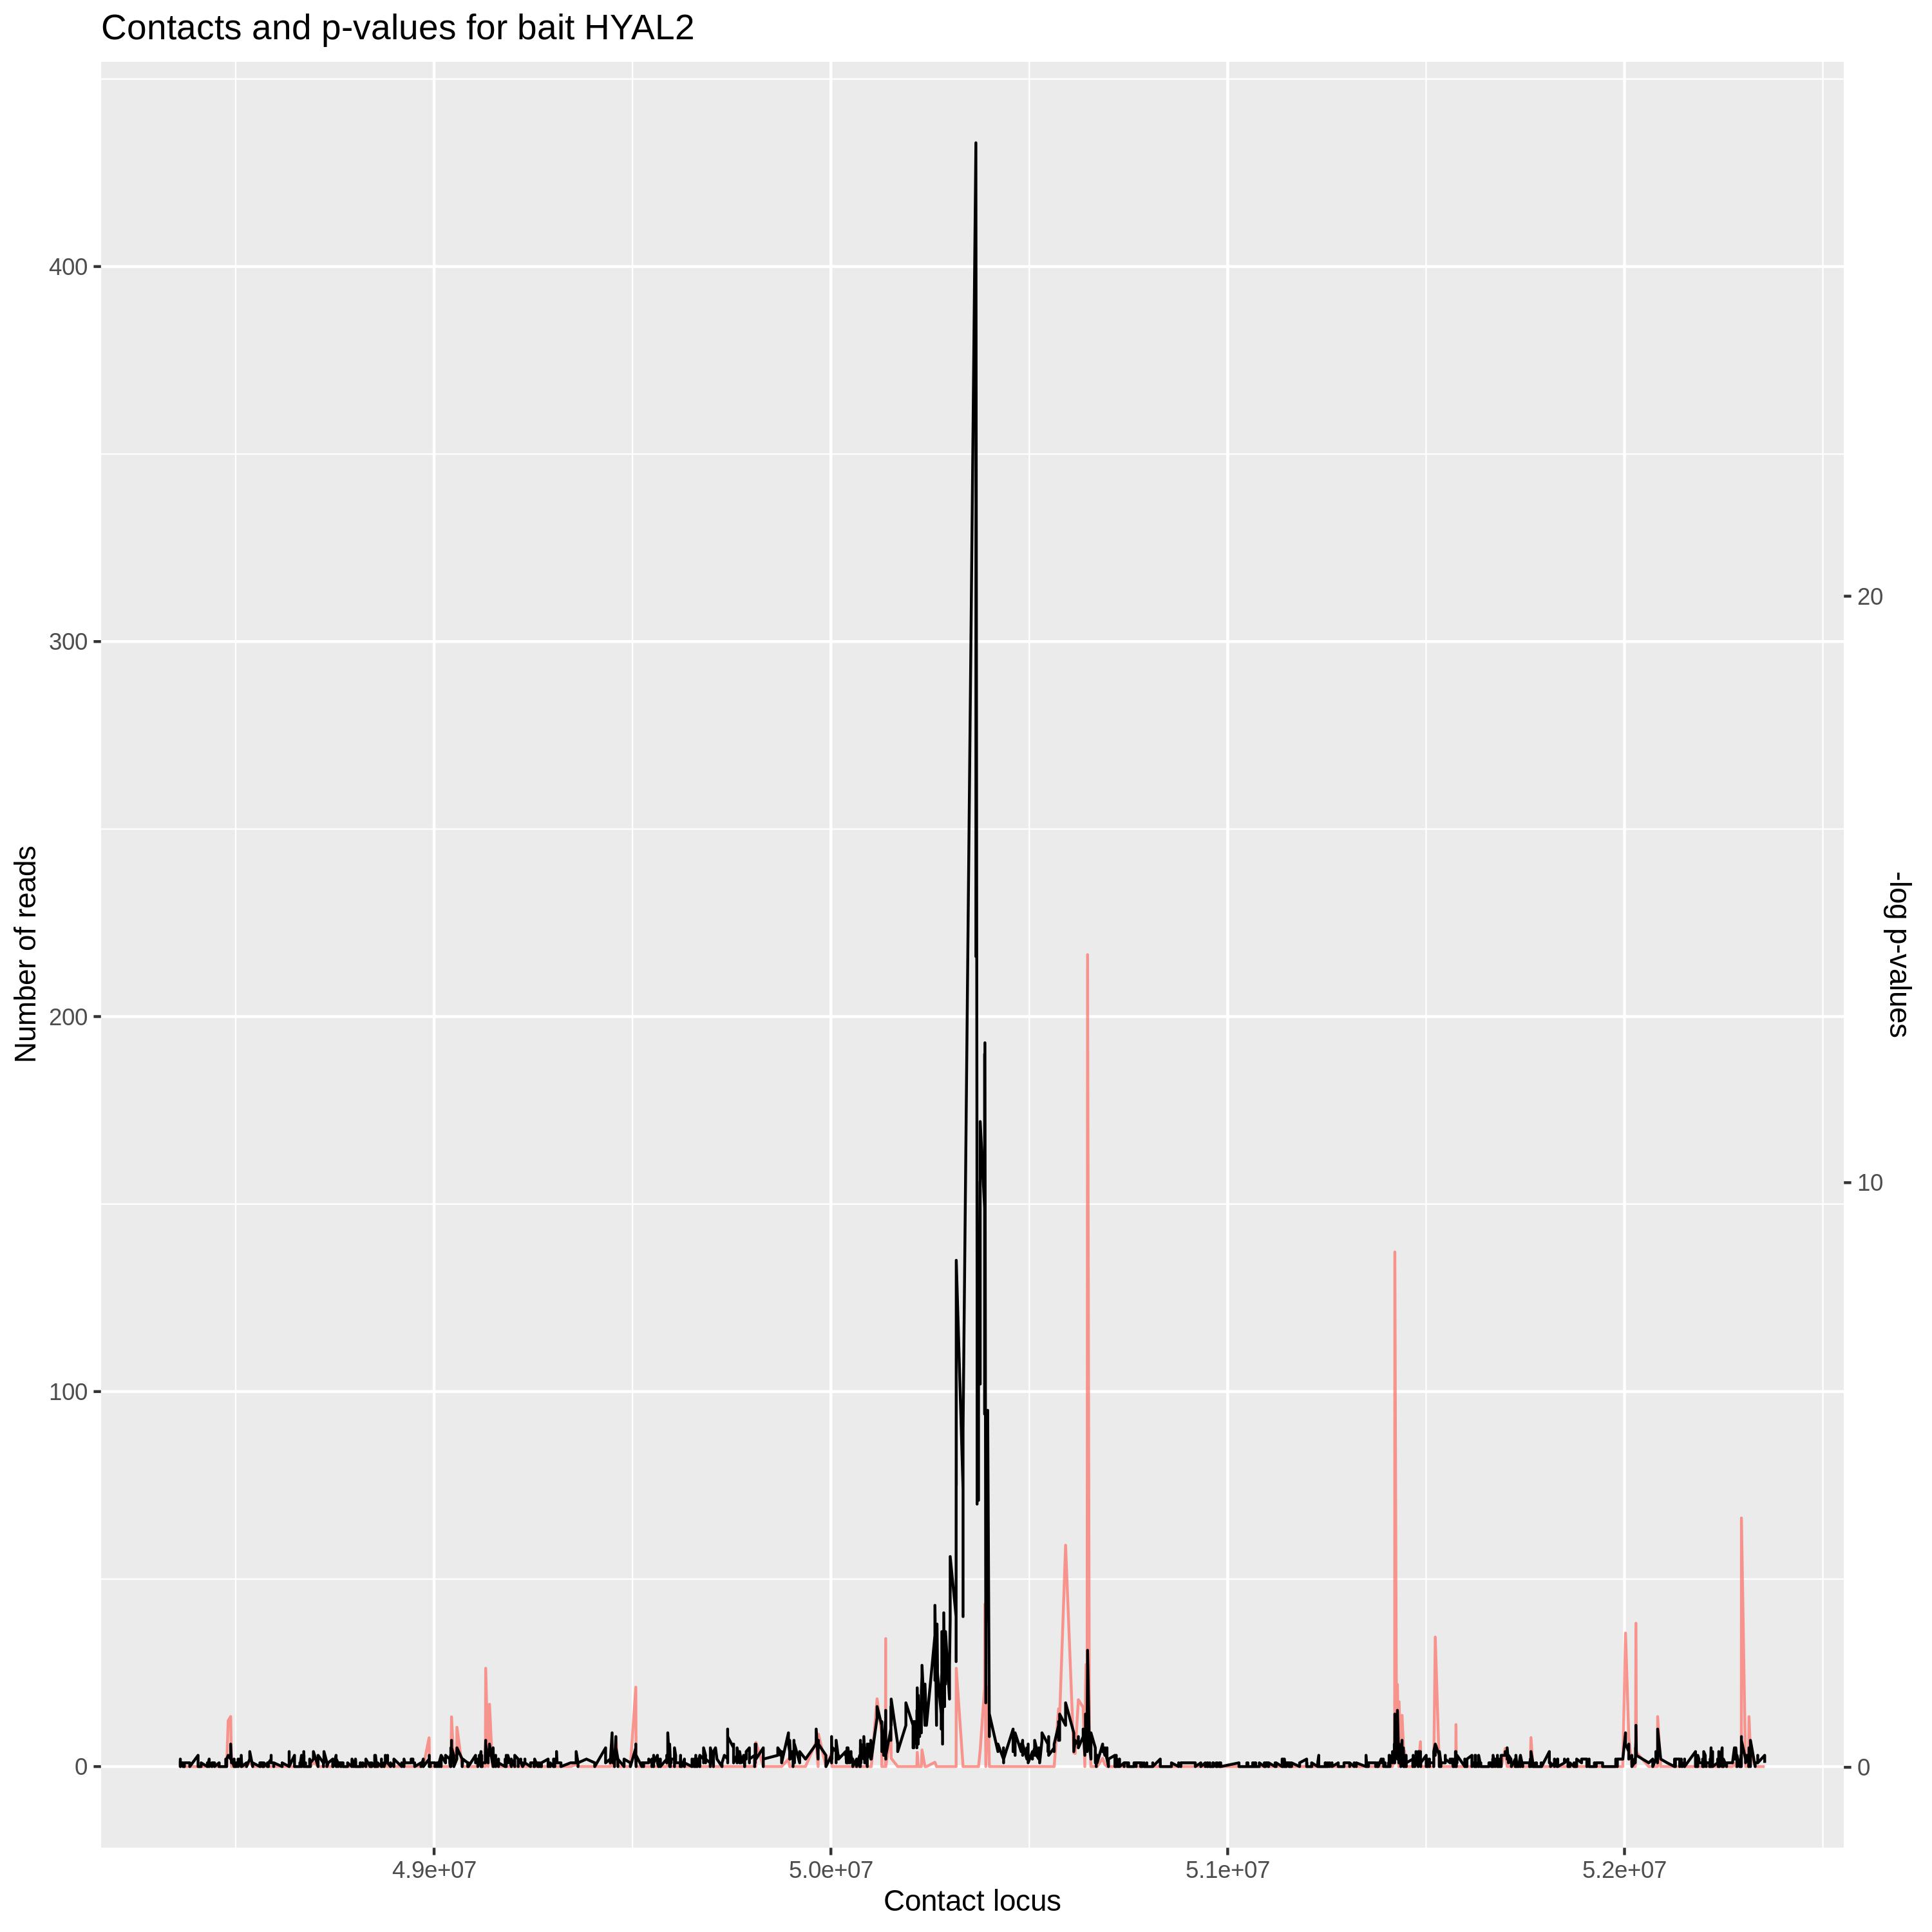 Contacts and p-values for bait HYAL2
400
300
200
100
0
Number of reads
20
10
0
-log p-values
4.9e+07 5.0e+07 5.1e+07 5.2e+07
Contact locus